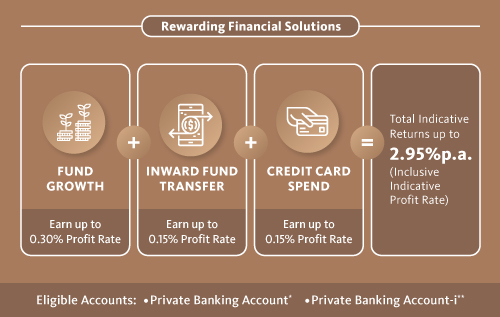 Rewarding Financial Solutions
FUND
GROWTH
Earn up to
0.30% Profit Rate
+
INWARD FUND
TRANSFER
Earn up to
0.15% Profit Rate
+
CREDIT CARD
SPEND
Earn up to
0.15% Profit Rate
=
Total Indicative
Returns up to
2.95%p.a.
(Inclusive
Indicative
Profit Rate)
Eligible Accounts: •Private Banking Account* •Private Banking Account-i**